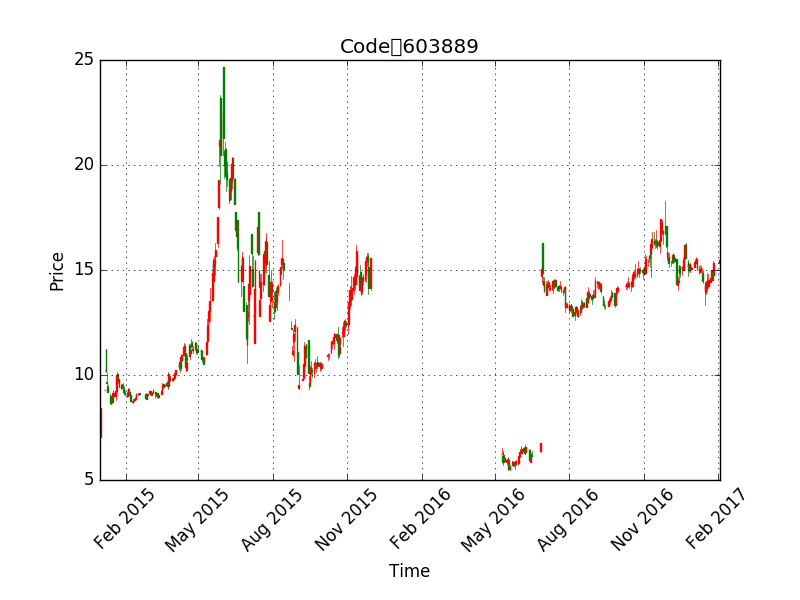 Code▯603889
25
20
15
10
5
Price
Feb 2015
May 2015
Aug 2015
Nov 2015
Feb 2016
May 2016
Aug 2016
Nov 2016
Feb 2017
Time